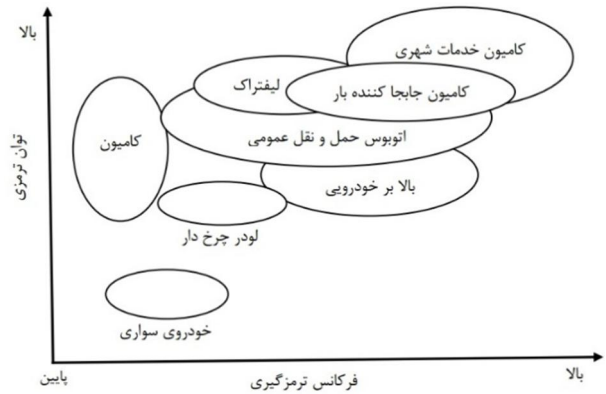 بالا
کامیون خدمات شهری
لیفتراک
کامیون جابجا کننده بار
کامیون
اتوبوس حمل و نقل عمومی
توان ترمزی
بالا بر خودرویی
لودر چرخ دار
خودروی سواری
پایین
فرکانس ترمزگیری
بالا